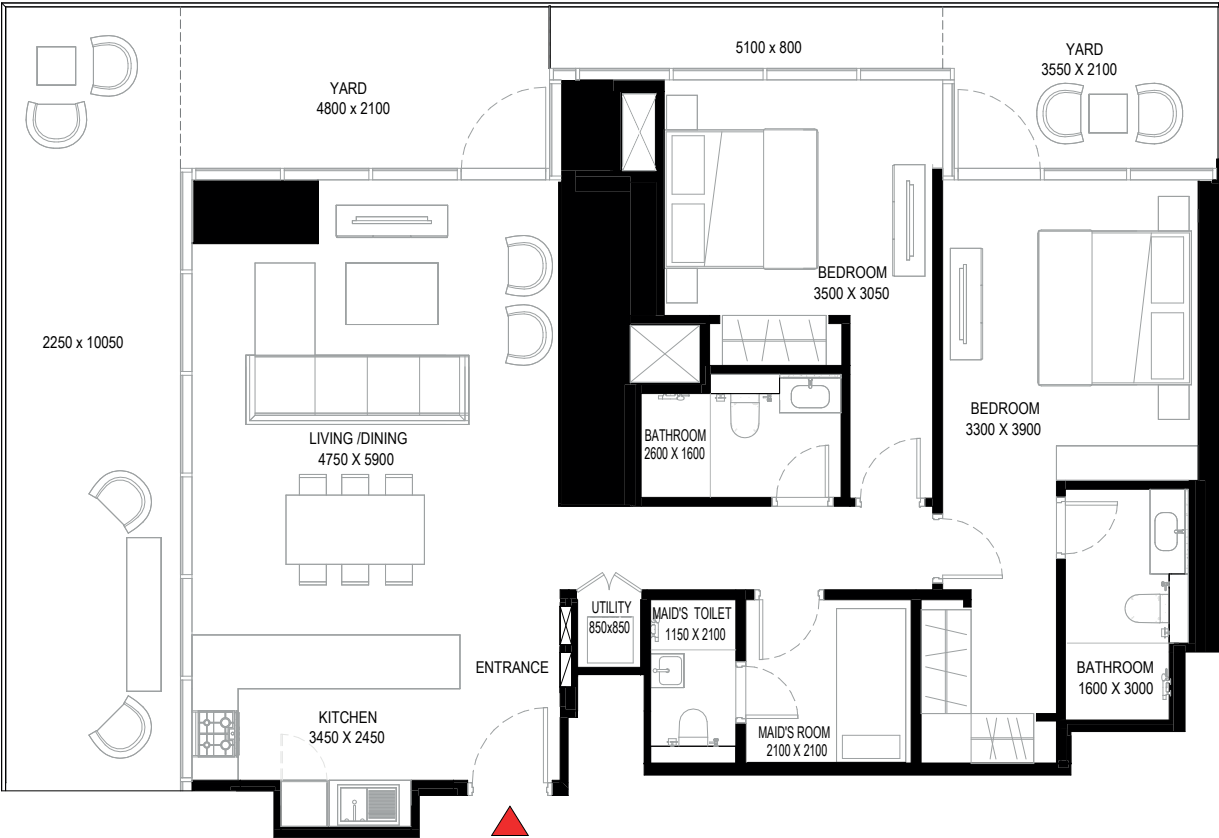 5100 x 800
YARD
3550 X 2100
YARD
4800 x 2100
BEDROOM
3500 X 3050
2250 x 10050
BEDROOM
3300 X 3900
LIVING /DINING
4750 X 5900
BATHROOM
2600 X 1600
UTILITY
850x850
MAID'S TOILET
1150 X 2100
ENTRANCE
BATHROOM
1600 X 3000
KITCHEN
3450 X 2450
MAID'S ROOM
2100 X 2100